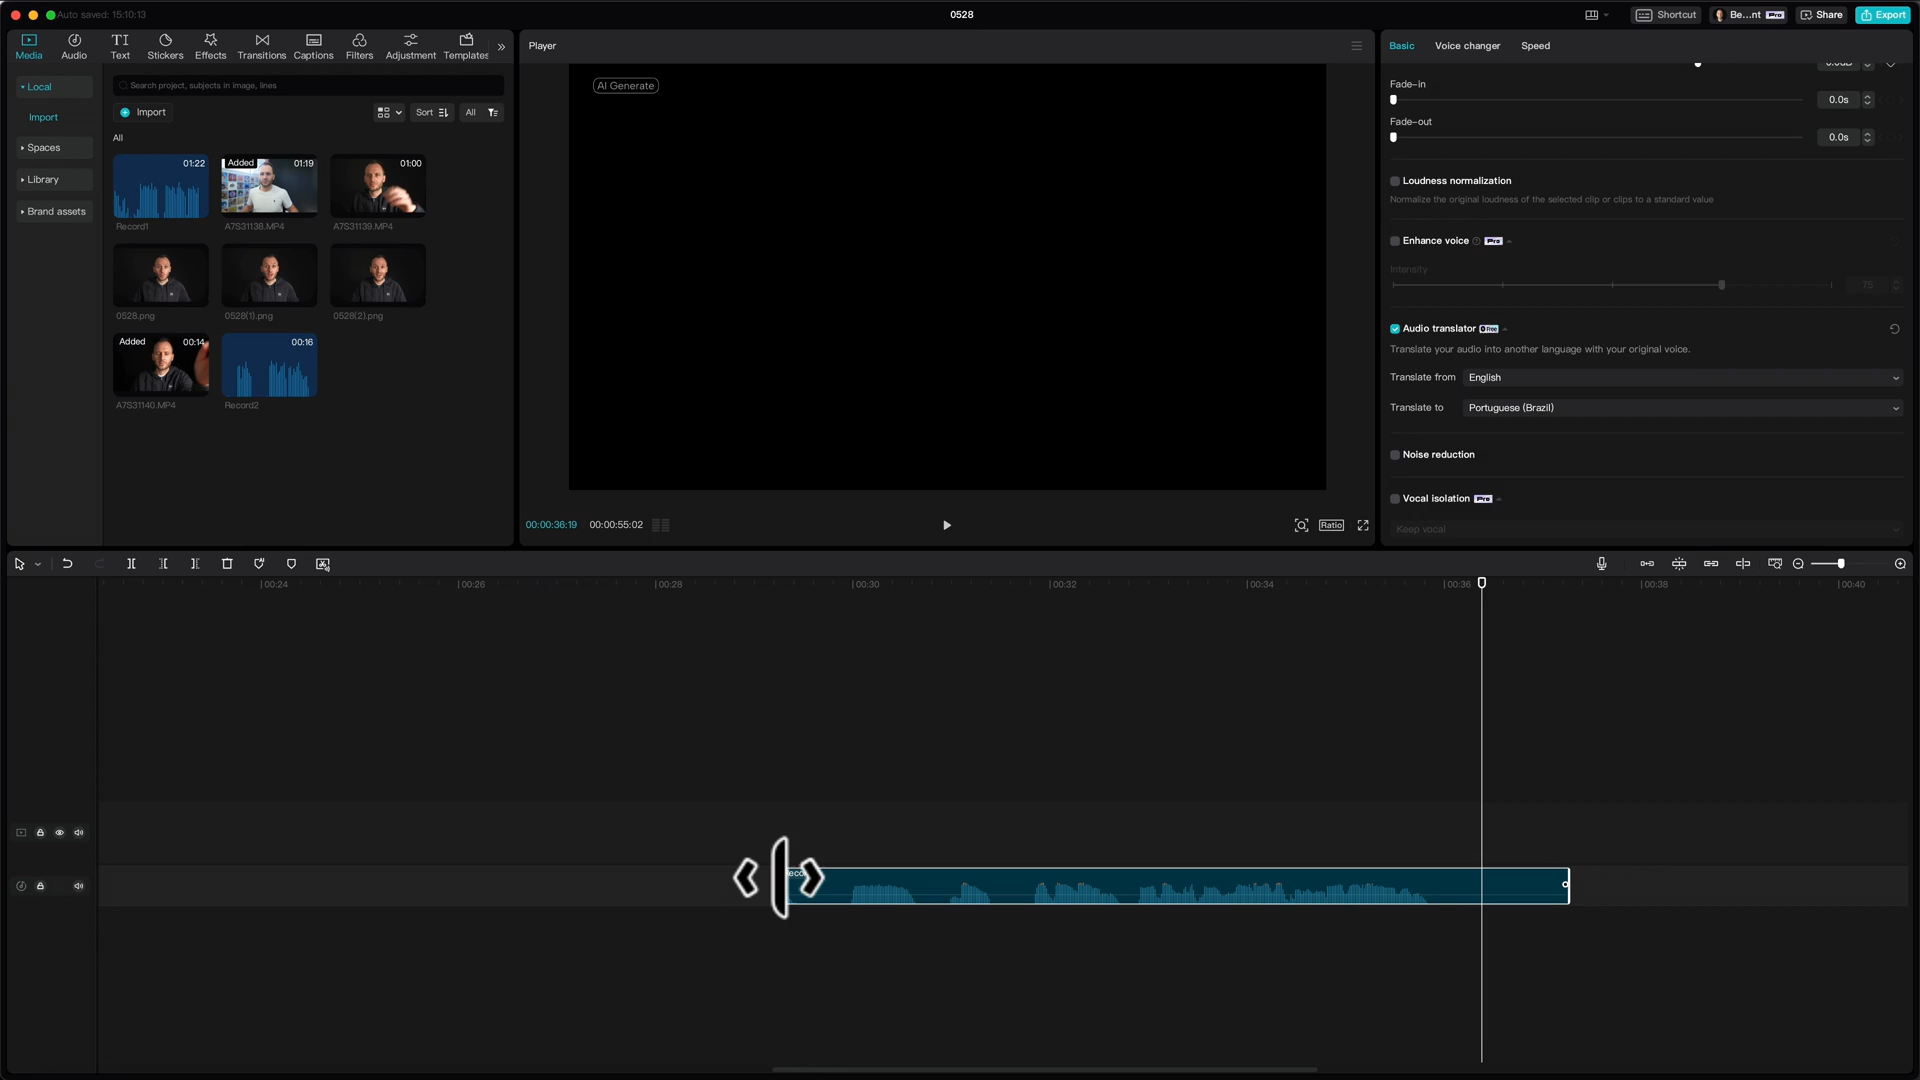 Auto saved: 15:10:13
0528
Shortcut
Be...nt Pro
Share
Export
Media
Audio
Text
Stickers
Effects
Transitions
Captions
Filters
Adjustment
Templates
Local
Import
Spaces
Library
Brand assets
Search project, subjects in image, lines
Import
Sort
All
All
01:22
Record1
Added 01:19
A7S31138.MP4
01:00
A7S31139.MP4
0528.png
0528(1).png
0528(2).png
Added 00:14
A7S31140.MP4
00:16
Record2
Player
AI Generate
00:00:36:19
00:00:55:02
Ratio
Basic
Voice changer
Speed
0.0dB
Fade-in
0.0s
Fade-out
0.0s
Loudness normalization
Normalize the original loudness of the selected clip or clips to a standard value
Enhance voice Pro
Intensity
75
Audio translator Free
Translate your audio into another language with your original voice.
Translate from English
Translate to Portuguese (Brazil)
Noise reduction
Vocal isolation Pro
Keep vocal
00:24
00:26
00:28
00:30
00:32
00:34
00:36
00:38
00:40